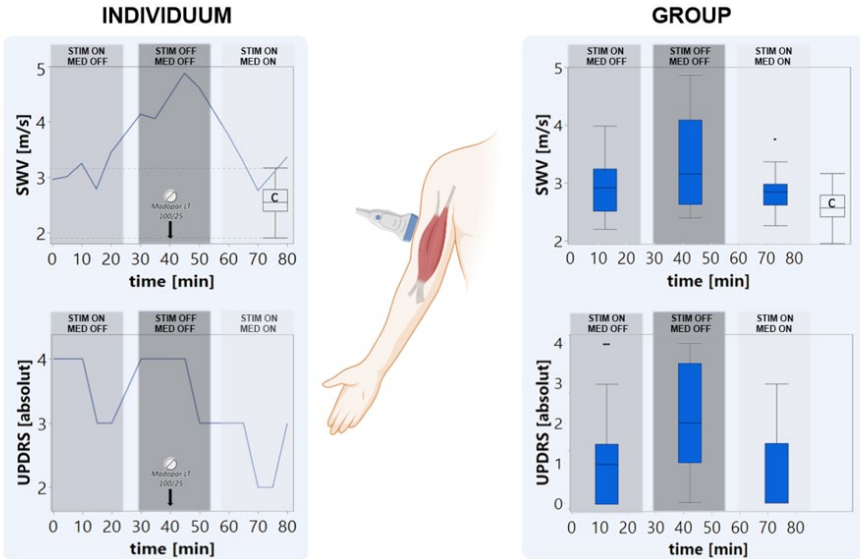 INDIVIDUUM
STIM ON
MED OFF
STIM OFF
MED OFF
STIM ON
MED ON
SWV [m/s]
5
4
3
2
Madopar LT
100/25
C
0 10 20 30 40 50 60 70 80
time [min]
STIM ON
MED OFF
STIM OFF
MED OFF
STIM ON
MED ON
UPDRS [absolut]
4
3
2
Madopar LT
100/25
0 10 20 30 40 50 60 70 80
time [min]
GROUP
STIM ON
MED OFF
STIM OFF
MED OFF
STIM ON
MED ON
SWV [m/s]
5
4
3
2
C
0 10 20 30 40 50 60 70 80
time [min]
STIM ON
MED OFF
STIM OFF
MED OFF
STIM ON
MED ON
UPDRS [absolut]
4
3
2
1
0
0 10 20 30 40 50 60 70 80
time [min]